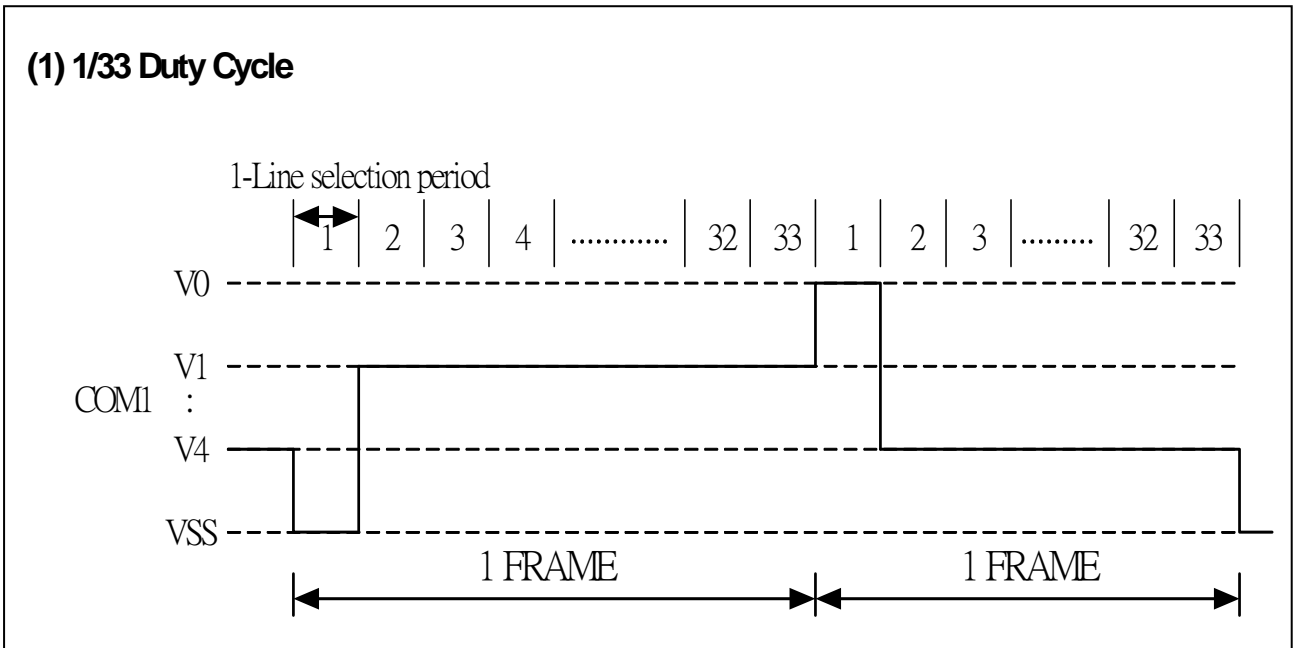 (1) 1/33 Duty Cycle
1-Line selection period
1 2 3 4 ............ 32 33 1 2 3 ......... 32 33
V0
V1
COM1 :
V4
VSS
1 FRAME 1 FRAME